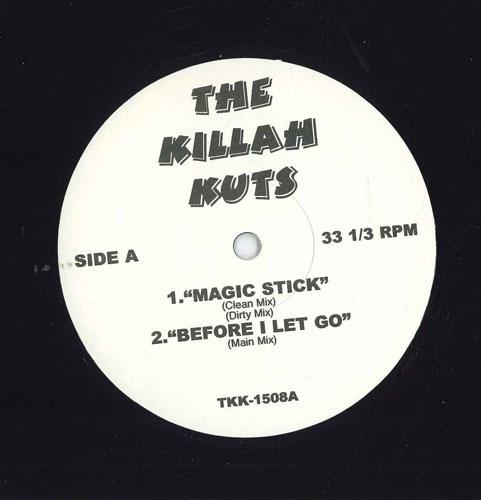 THE
KILLAH
KUTS
SIDE A
33 1/3 RPM
1."MAGIC STICK"
(Clean Mix)
(Dirty Mix)
2."BEFORE I LET GO"
(Main Mix)
TKK-1508A